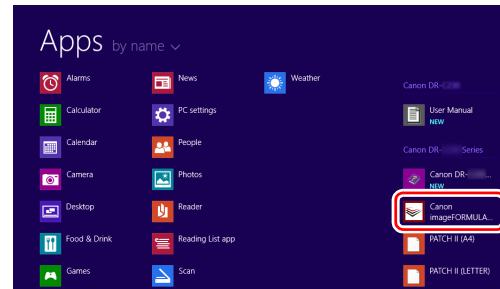 Apps by name
Alarms
Calculator
Calendar
Camera
Desktop
Food & Drink
Games
News
PC settings
People
Photos
Reader
Reading List app
Scan
Weather
Canon DR-
User Manual
NEW
Canon DR- Series
Canon DR- ...
NEW
Canon
imageFORMULA...
PATCH II (A4)
PATCH II (LETTER)